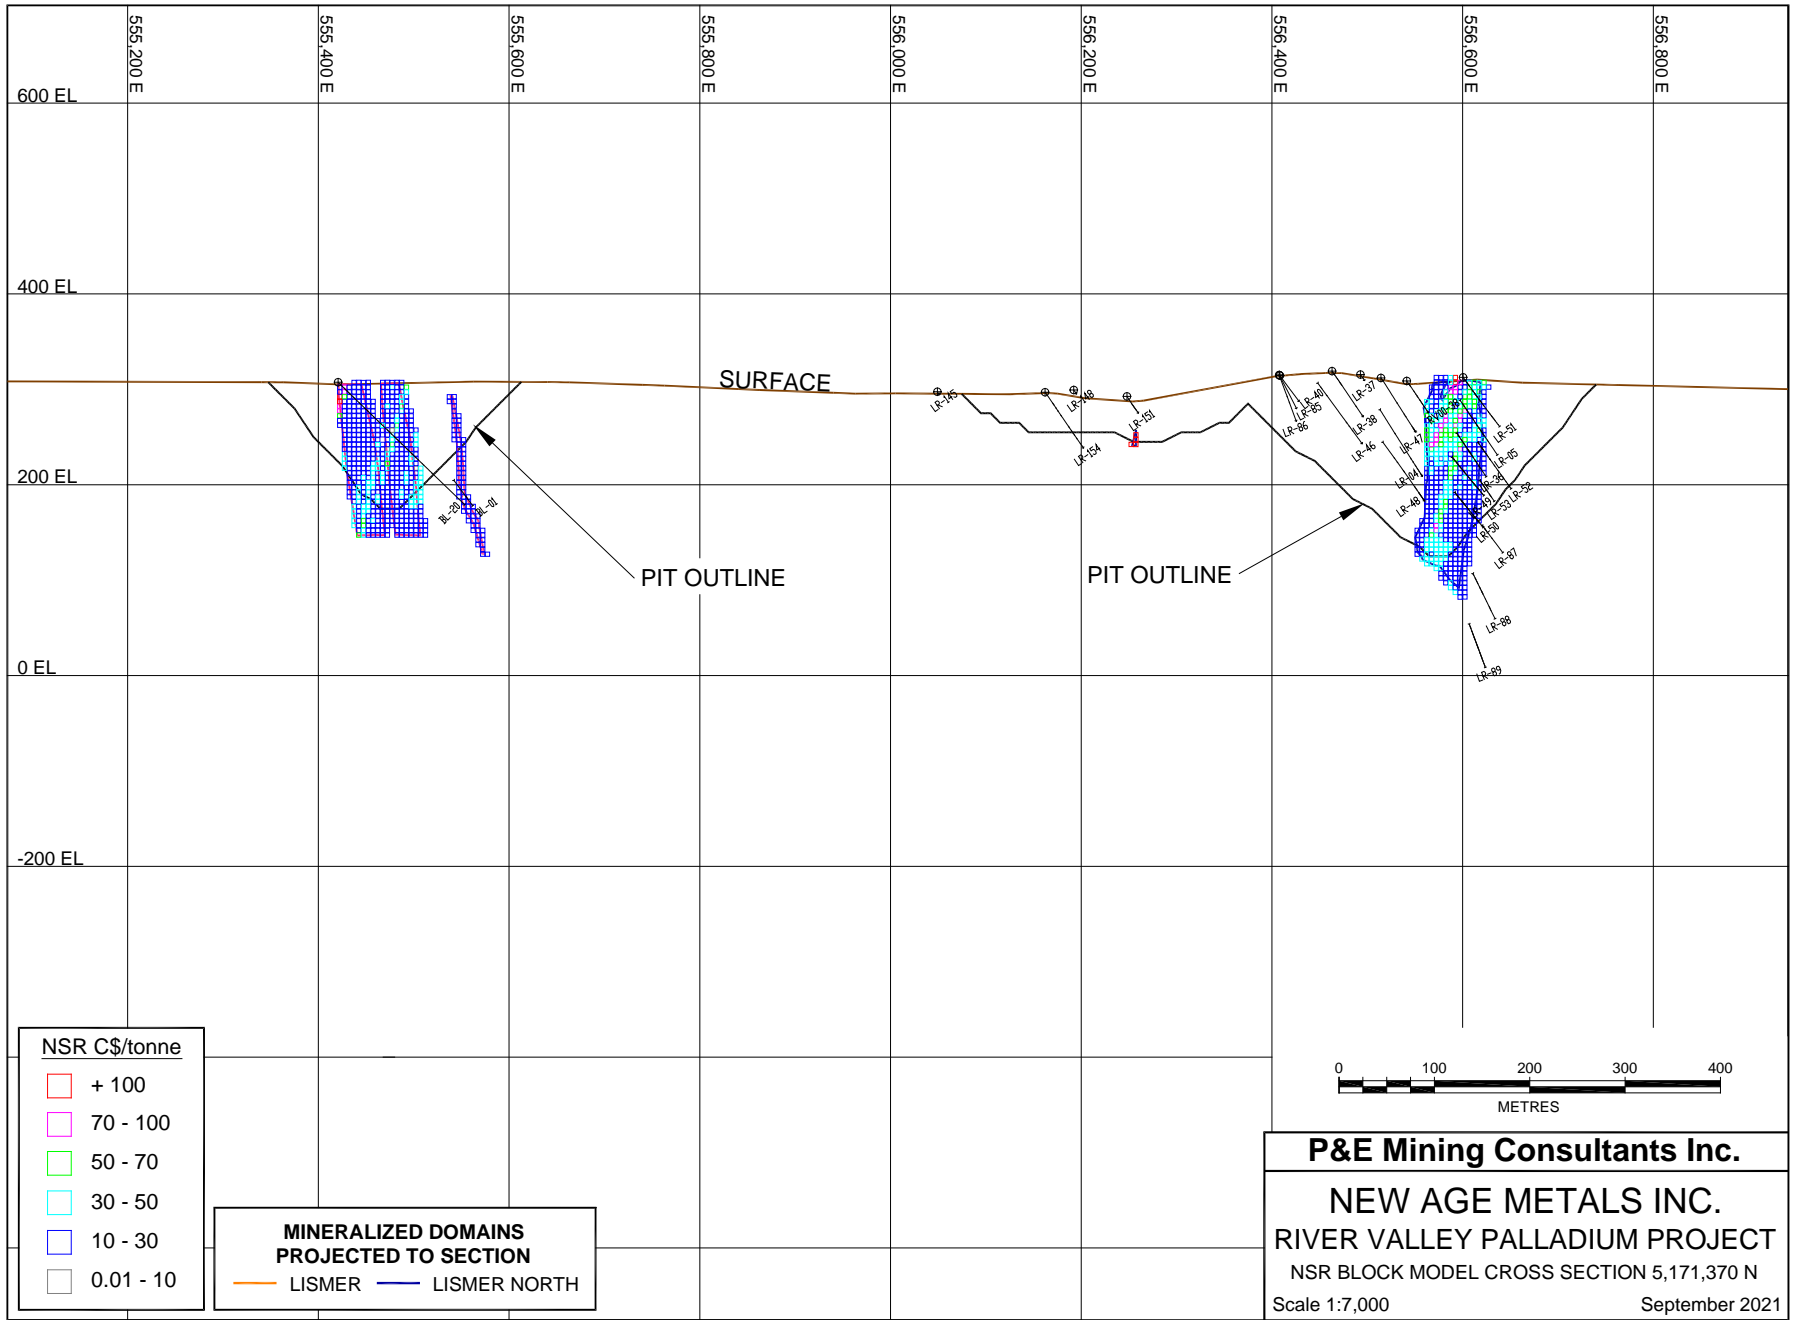 555,200 E
555,400 E
555,600 E
555,800 E
556,000 E
556,200 E
556,400 E
556,600 E
556,800 E
600 EL
400 EL
200 EL
0 EL
-200 EL
SURFACE
PIT OUTLINE
PIT OUTLINE
BL-20
BL-01
LR-145
LR-154
LR-148
LR-151
LR-40
LR-85
LR-86
LR-37
LR-38
LR-46
LR-47
LR-04
LR-48
LR-51
LR-05
LR-52
LR-36
LR-53
LR-50
LR-87
LR-88
LR-89
NSR C$/tonne
+ 100
70 - 100
50 - 70
30 - 50
10 - 30
0.01 - 10
MINERALIZED DOMAINS
PROJECTED TO SECTION
LISMER LISMER NORTH
0 100 200 300 400
METRES
P&E Mining Consultants Inc.
NEW AGE METALS INC.
RIVER VALLEY PALLADIUM PROJECT
NSR BLOCK MODEL CROSS SECTION 5,171,370 N
Scale 1:7,000 September 2021